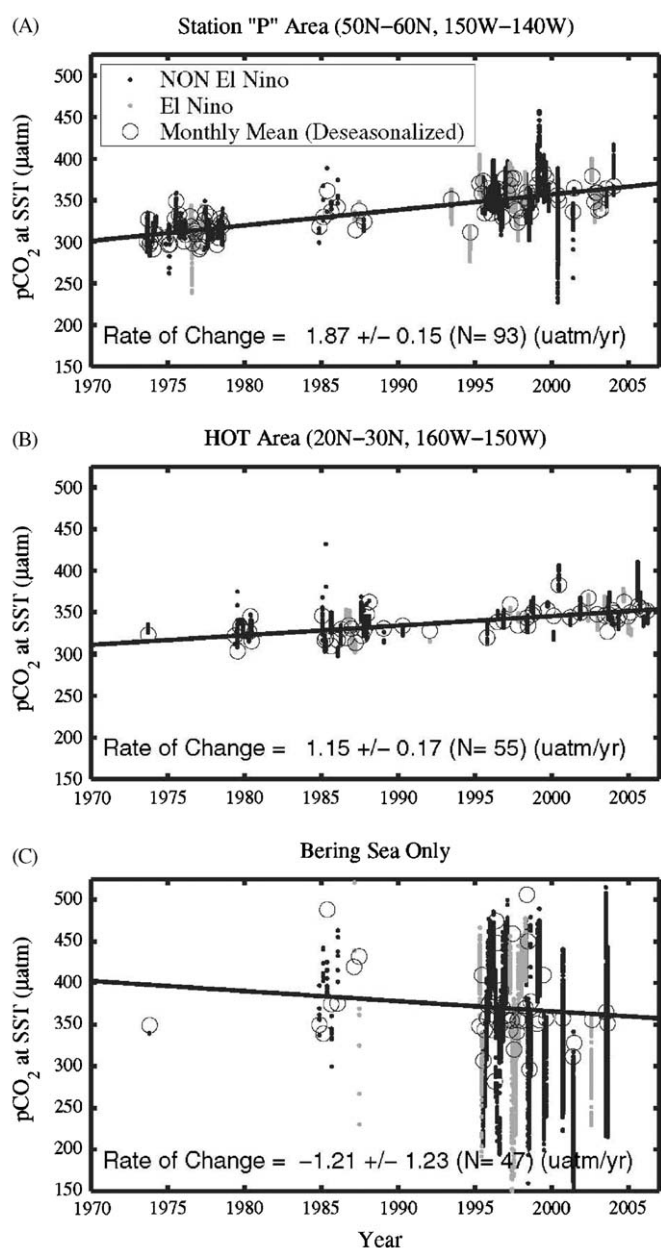 (A)
Station "P" Area (50N−60N, 150W−140W)
500
450
400
350
300
250
200
150
pCO2 at SST (µatm)
NON El Nino
El Nino
Monthly Mean (Deseasonalized)
Rate of Change = 1.87 +/− 0.15 (N= 93) (uatm/yr)
1970 1975 1980 1985 1990 1995 2000 2005
(B)
HOT Area (20N−30N, 160W−150W)
500
450
400
350
300
250
200
150
pCO2 at SST (µatm)
Rate of Change = 1.15 +/− 0.17 (N= 55) (uatm/yr)
1970 1975 1980 1985 1990 1995 2000 2005
(C)
Bering Sea Only
500
450
400
350
300
250
200
150
pCO2 at SST (µatm)
Rate of Change = −1.21 +/− 1.23 (N= 47) (uatm/yr)
1970 1975 1980 1985 1990 1995 2000 2005
Year